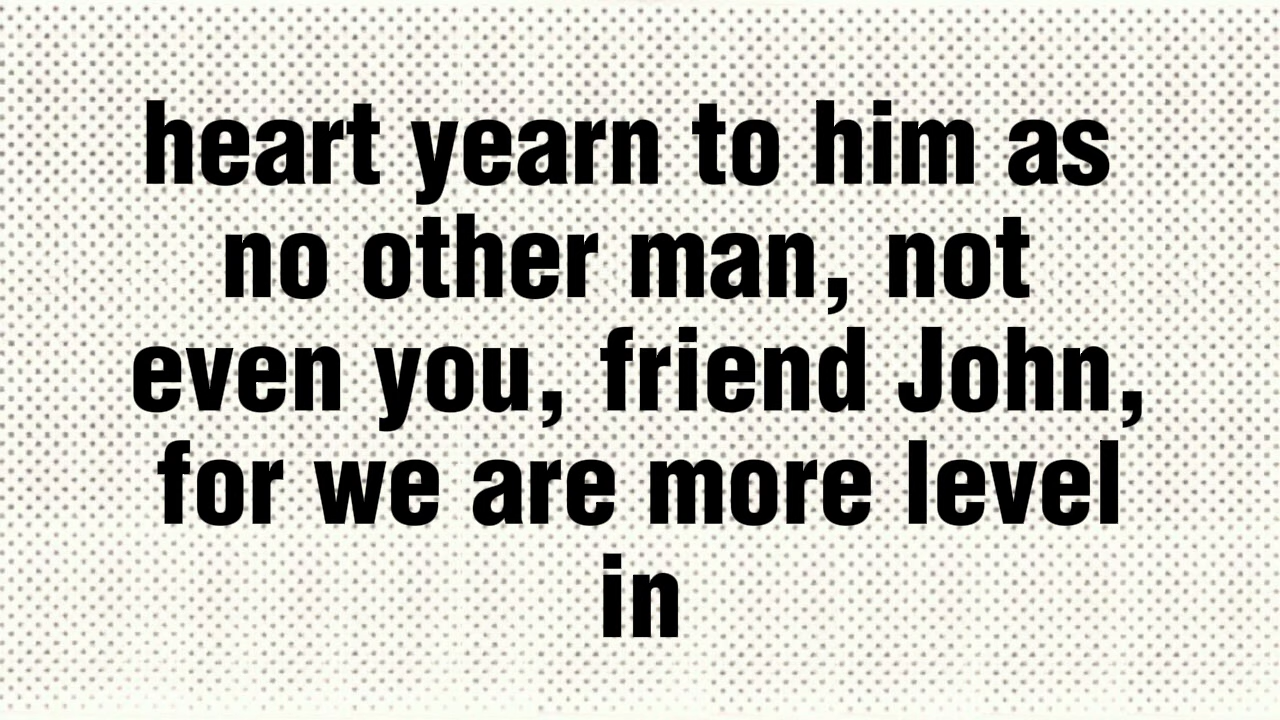 heart yearn to him as
no other man, not
even you, friend John,
for we are more level
in